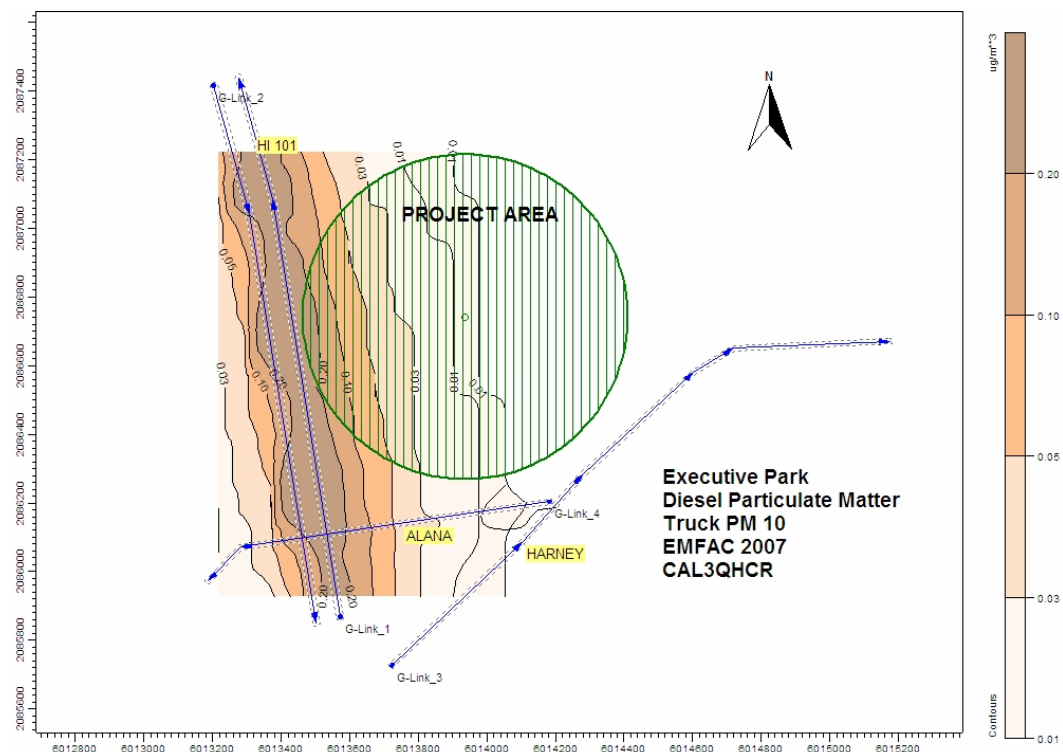 ug/m**3
N
G-Link_2
HI 101
0.01
0.01
0.03
PROJECT AREA
0.05
0.03
0.10
0.20
0.20
0.10
0.03
0.01
0.01
Executive Park
Diesel Particulate Matter
Truck PM 10
EMFAC 2007
CAL3QHCR
G-Link_4
ALANA
HARNEY
0.20
0.20
G-Link_1
G-Link_3
2087400
2087200
2087000
2086800
2086600
2086400
2086200
2086000
2085800
2085600
6012800
6013000
6013200
6013400
6013600
6013800
6014000
6014200
6014400
6014600
6014800
6015000
6015200
0.20
0.10
0.05
0.03
0.01
Contours